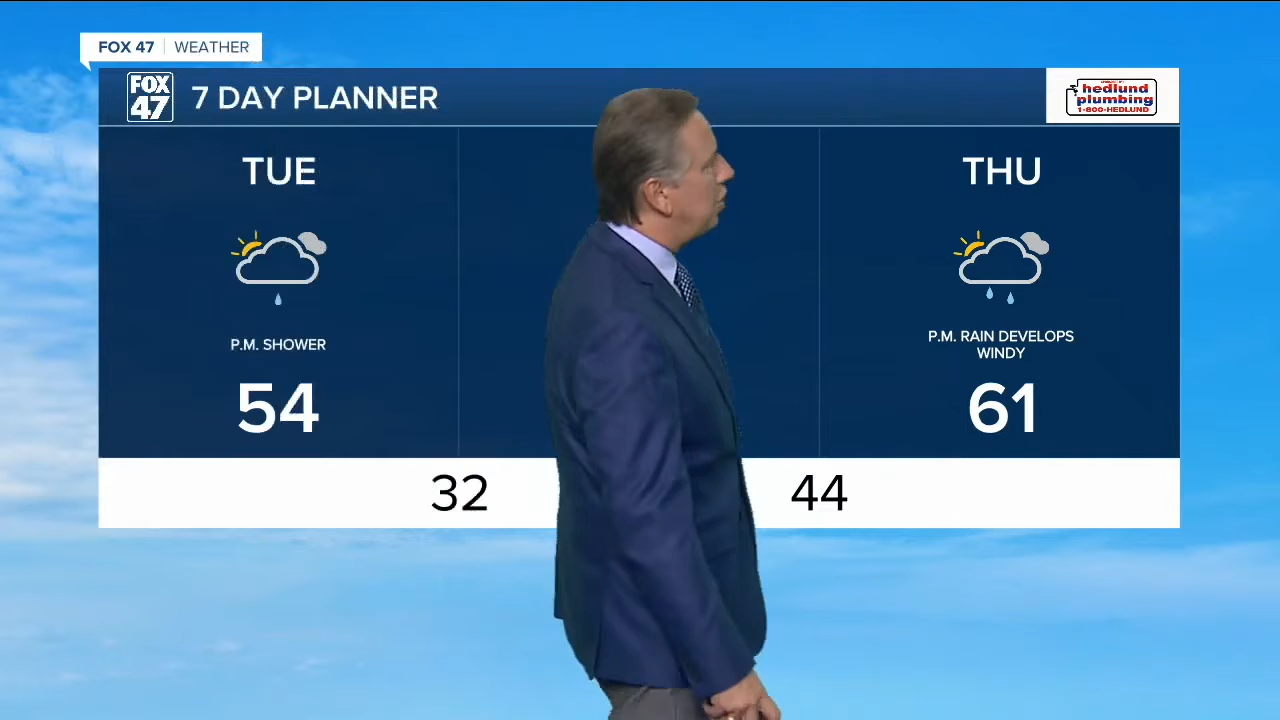 FOX 47 WEATHER
FOX 47
7 DAY PLANNER
hedlund
plumbing
1-800-HEDLUND
TUE
P.M. SHOWER
54
THU
P.M. RAIN DEVELOPS
WINDY
61
32
44